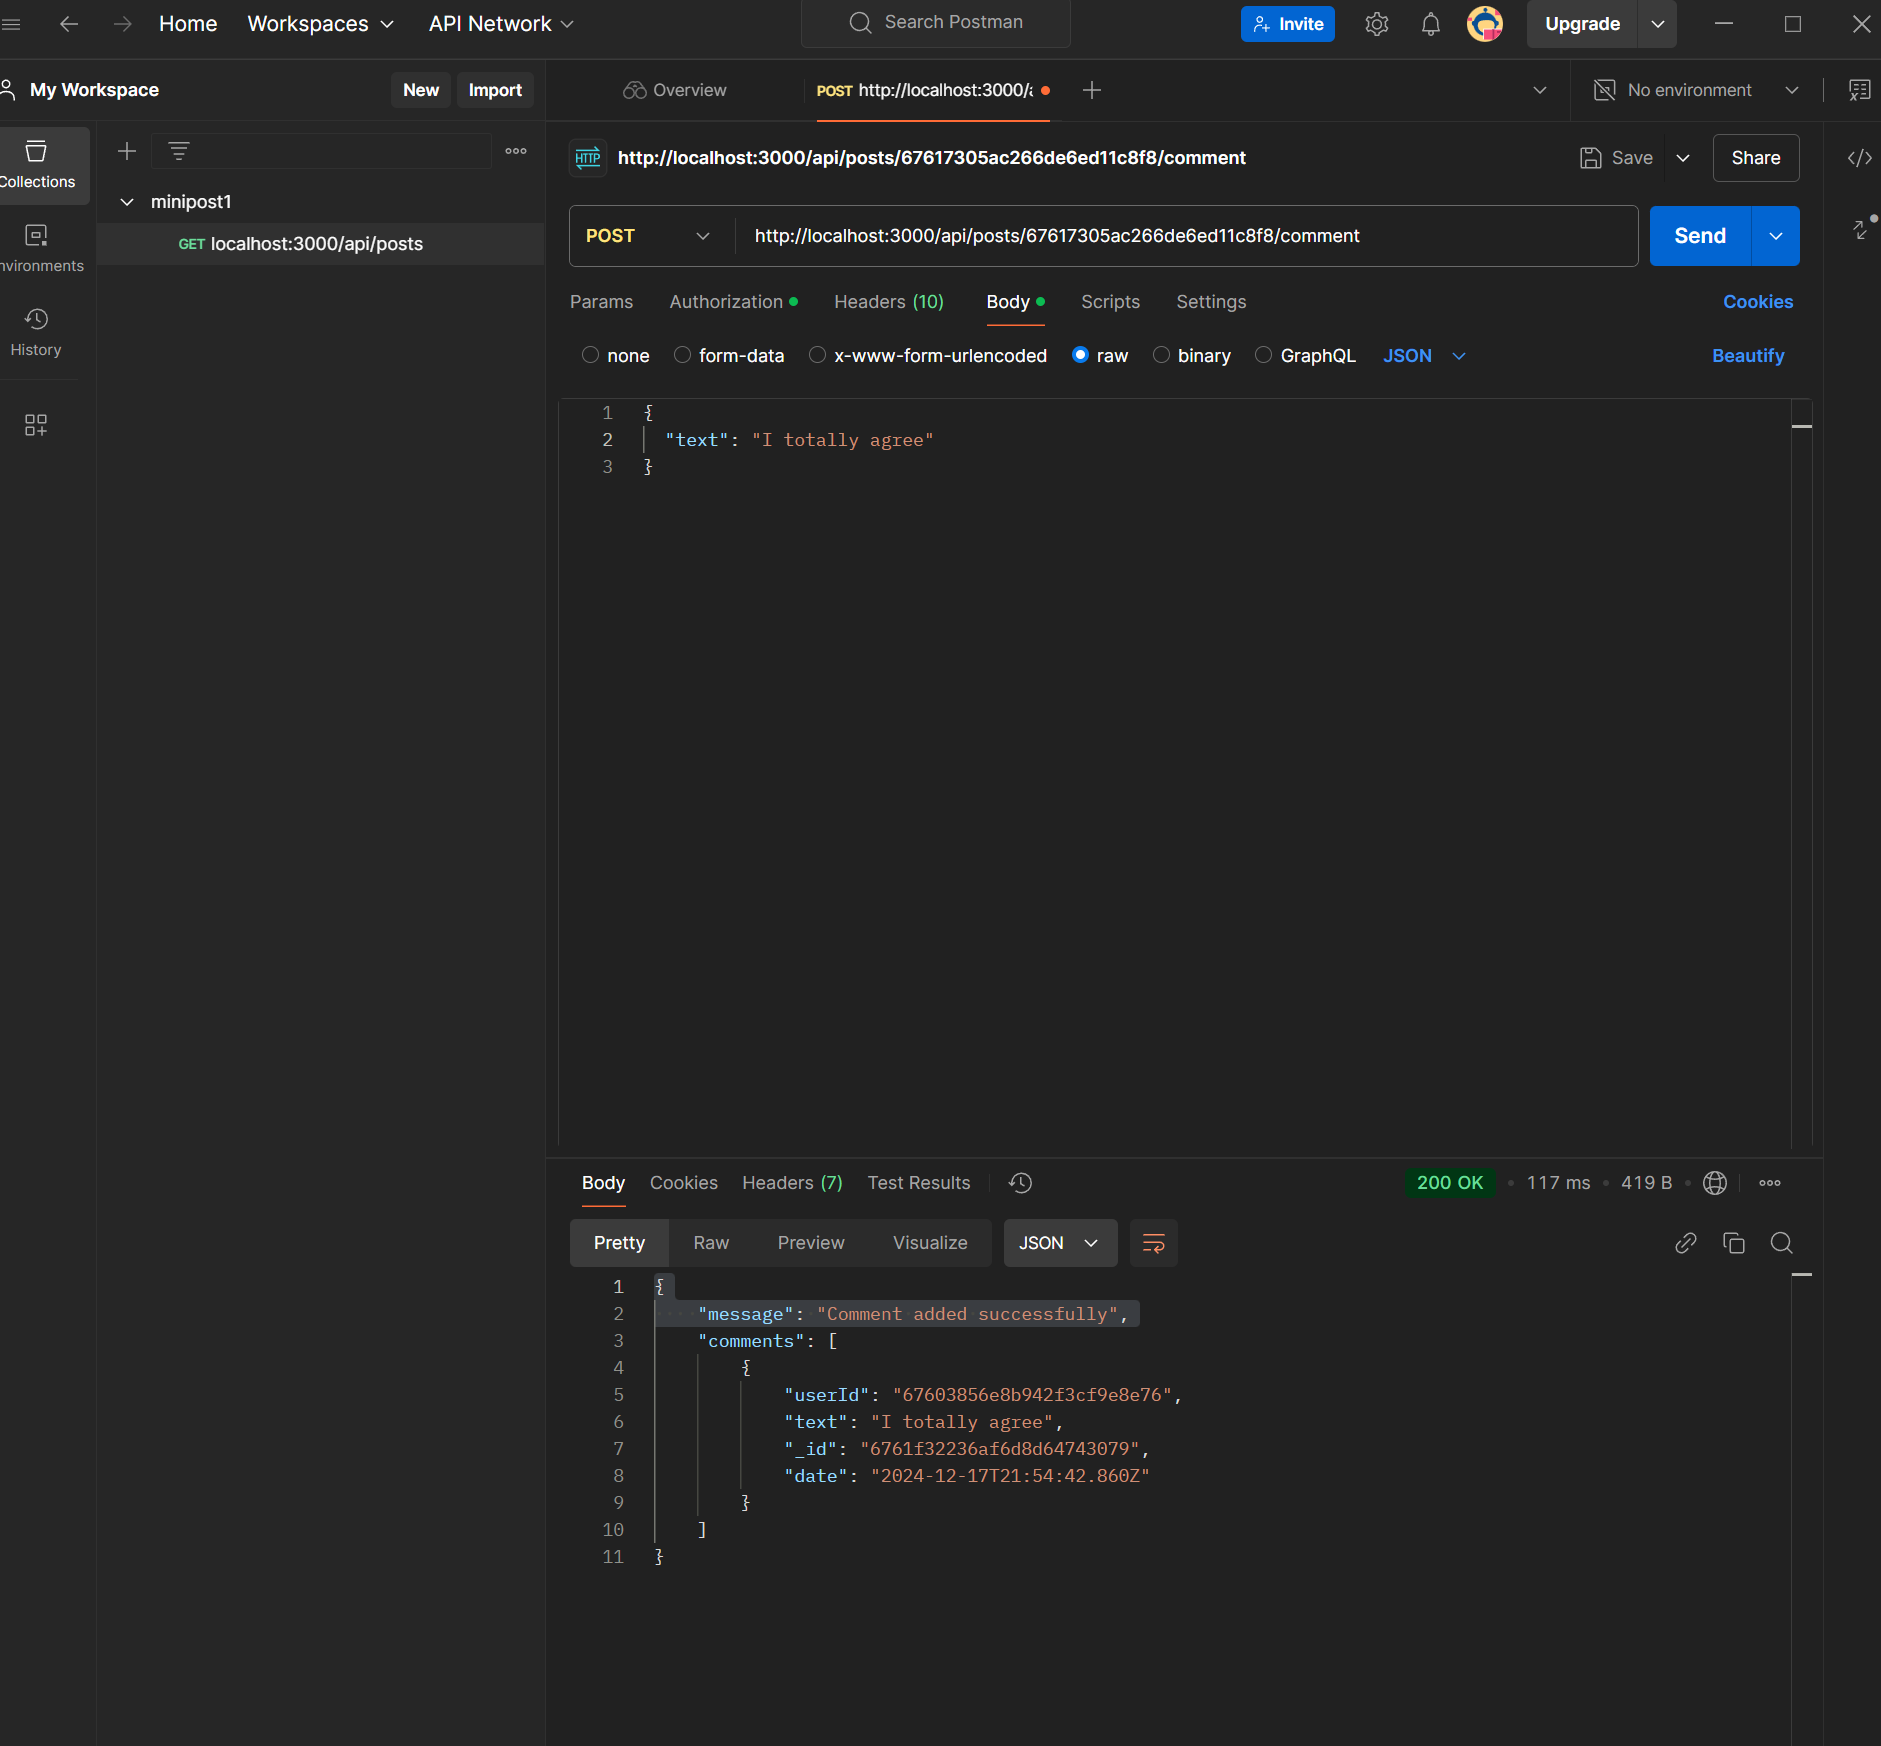 Home Workspaces API Network Search Postman Invite Upgrade
My Workspace New Import Overview POST http://localhost:3000/a No environment
Collections
minipost1
GET localhost:3000/api/posts
nvironments
History
HTTP http://localhost:3000/api/posts/67617305ac266de6ed11c8f8/comment Save Share
POST http://localhost:3000/api/posts/67617305ac266de6ed11c8f8/comment Send
Params Authorization Headers (10) Body Scripts Settings Cookies
none form-data x-www-form-urlencoded raw binary GraphQL JSON Beautify
1 {
2 "text": "I totally agree"
3 }
Body Cookies Headers (7) Test Results 200 OK • 117 ms • 419 B •
Pretty Raw Preview Visualize JSON
1 {
2 "message": "Comment added successfully",
3 "comments": [
4 {
5 "userId": "67603856e8b942f3cf9e8e76",
6 "text": "I totally agree",
7 "_id": "6761f32236af6d8d64743079",
8 "date": "2024-12-17T21:54:42.860Z"
9 }
10 ]
11 }